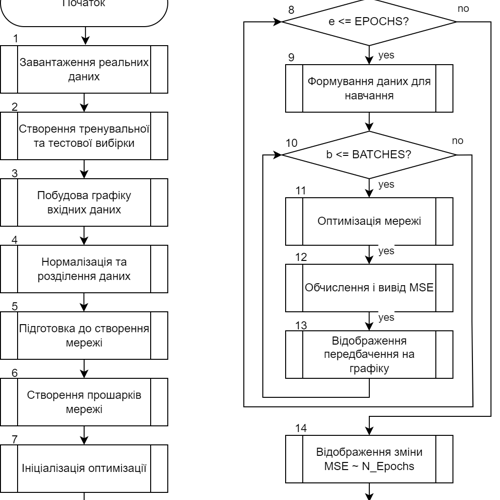 Початок
1
Завантаження реальних
даних
2
Створення тренувальної
та тестової вибірки
3
Побудова графіку
вхідних даних
4
Нормалізація та
розділення даних
5
Підготовка до створення
мережі
6
Створення прошарків
мережі
7
Ініціалізація оптимізації
8
e <= EPOCHS?
no
yes
9
Формування даних для
навчання
10
b <= BATCHES?
no
yes
11
Оптимізація мережі
yes
12
Обчислення і вивід MSE
yes
13
Відображення
передбачення на
графіку
14
Відображення зміни
MSE ~ N_Epochs